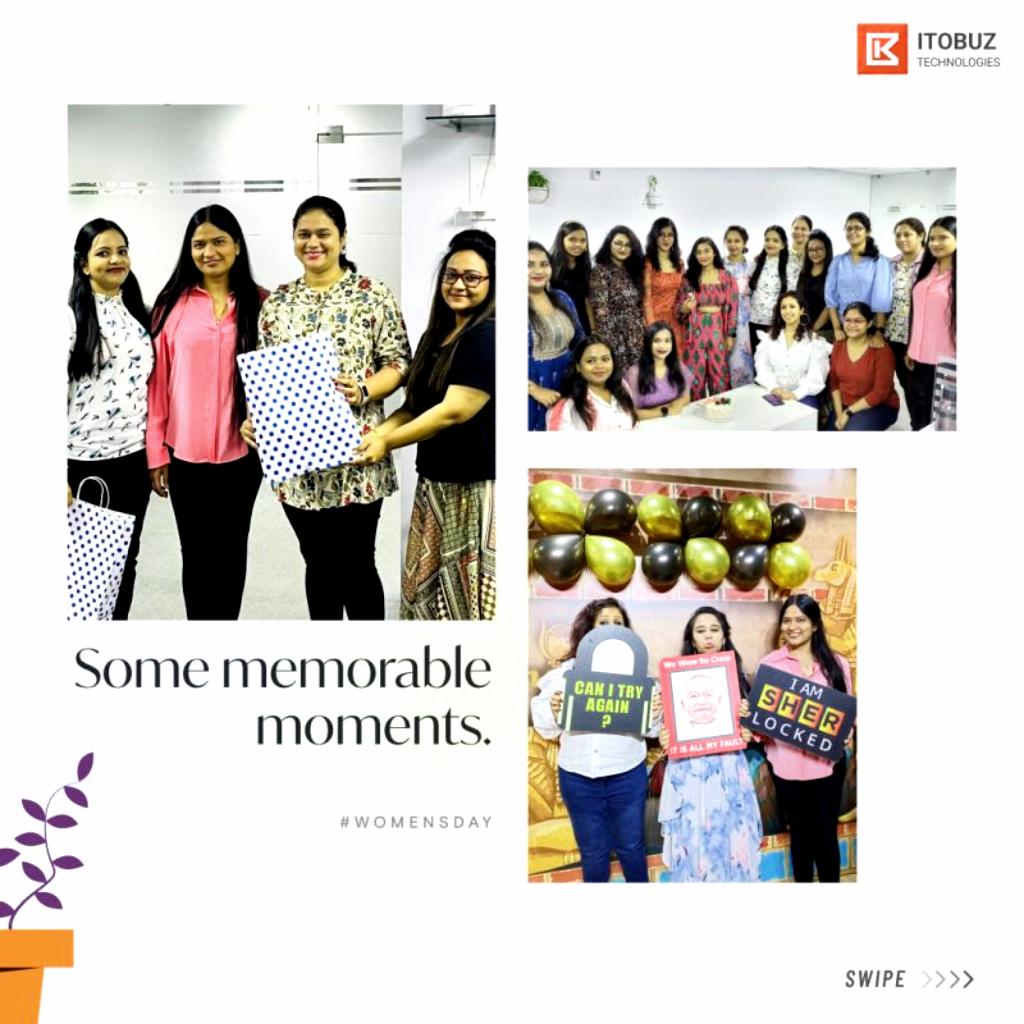 ITOBUZ
TECHNOLOGIES
Some memorable
moments.
#WOMENSDAY
CAN I TRY
AGAIN
?
We Were So Close
IT IS ALL MY FAULT
I AM
SHER
LOCKED
SWIPE